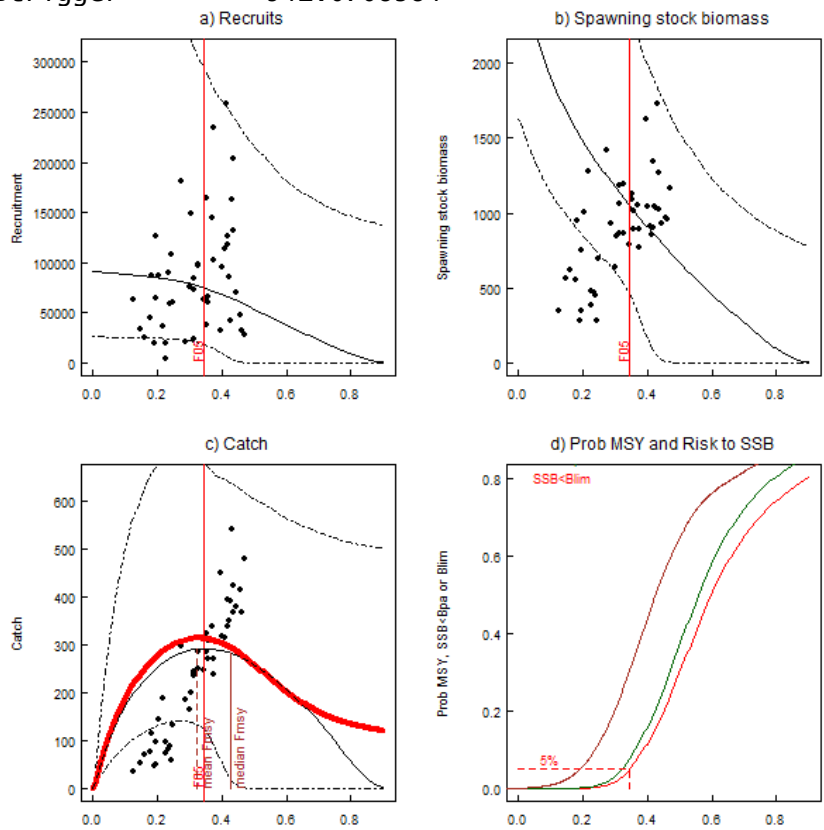 a) Recruits
b) Spawning stock biomass
300000
250000
200000
150000
100000
50000
0
Recruitment
F05
0.0 0.2 0.4 0.6 0.8
2000
1500
1000
500
0
Spawning stock biomass
F05
0.0 0.2 0.4 0.6 0.8
c) Catch
d) Prob MSY and Risk to SSB
600
500
400
300
200
100
0
Catch
F05
mean Fmsy
median Fmsy
0.0 0.2 0.4 0.6 0.8
0.8
0.6
0.4
0.2
0.0
Prob MSY, SSB<Bpa or Blim
SSB<Blim
5%
0.0 0.2 0.4 0.6 0.8